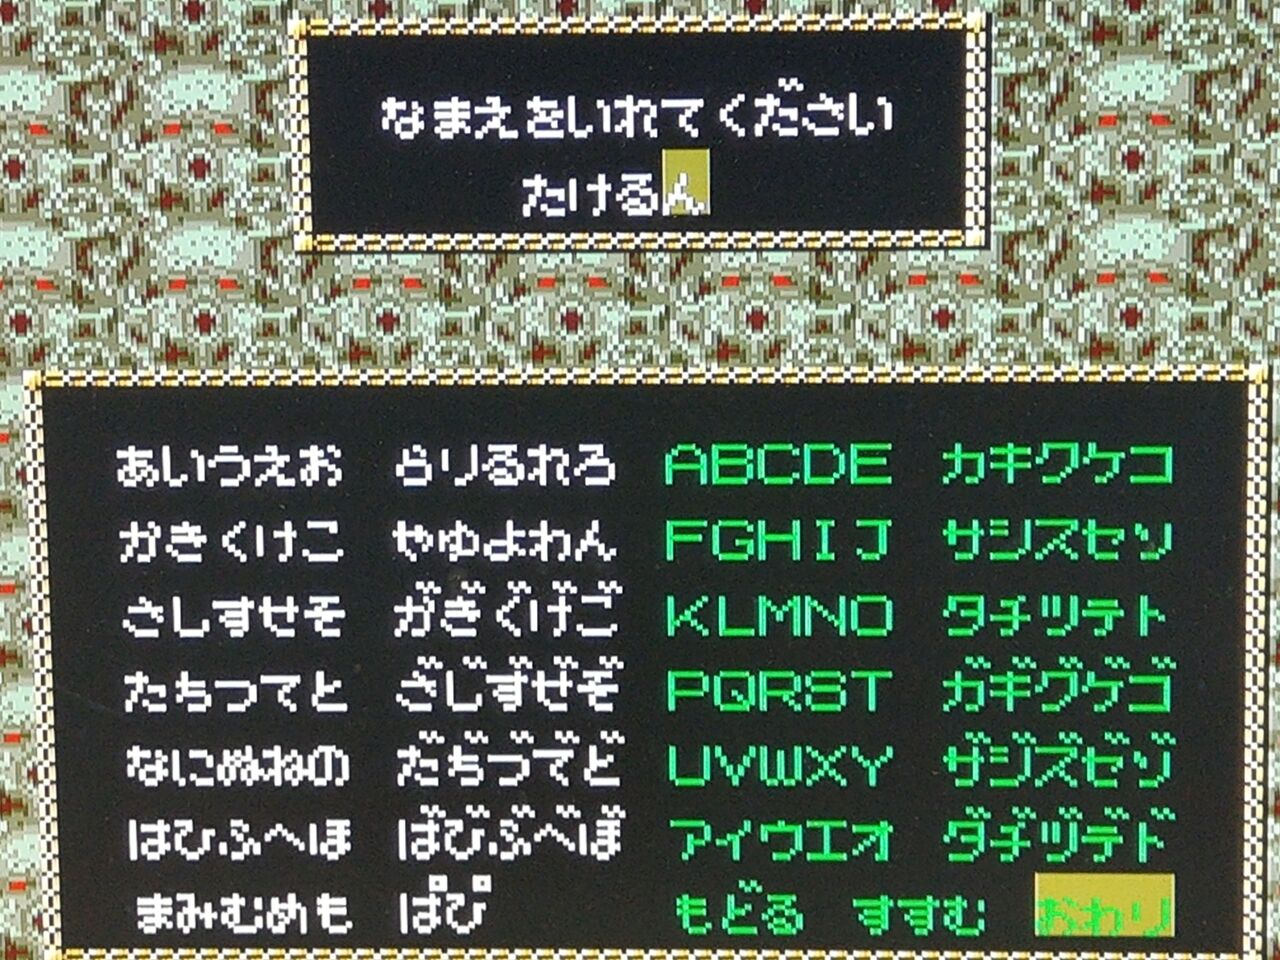 なまえをいれてください
たけるん
あいうえお らりるれろ ABCDE カキクケコ
かきくけこ やゆよわん FGHIJ サシスセソ
さしすせそ がぎぐげご KLMNO タチツテト
たちつてと ざじずぜぞ PQRST ガギグゲゴ
なにぬねの だぢづでど UVWXY ザジズゼゾ
はひふへほ ばびぶべぼ アイウエオ ダヂヅデド
まみむめも ぱぴ もどる すすむ おわり